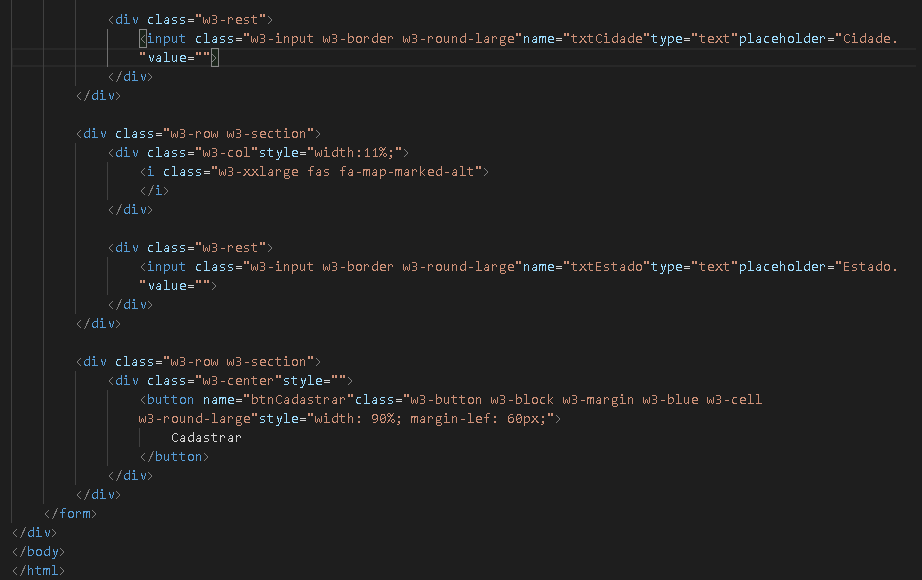 <div class="w3-rest">
<input class="w3-input w3-border w3-round-large"name="txtCidade"type="text"placeholder="Cidade.
"value="">
</div>
</div>
<div class="w3-row w3-section">
<div class="w3-col"style="width:11%;">
<i class="w3-xxlarge fas fa-map-marked-alt">
</i>
</div>
<div class="w3-rest">
<input class="w3-input w3-border w3-round-large"name="txtEstado"type="text"placeholder="Estado.
"value="">
</div>
</div>
<div class="w3-row w3-section">
<div class="w3-center"style="">
<button name="btnCadastrar"class="w3-button w3-block w3-margin w3-blue w3-cell
w3-round-large"style="width: 90%; margin-lef: 60px;">
Cadastrar
</button>
</div>
</div>
</form>
</div>
</body>
</html>